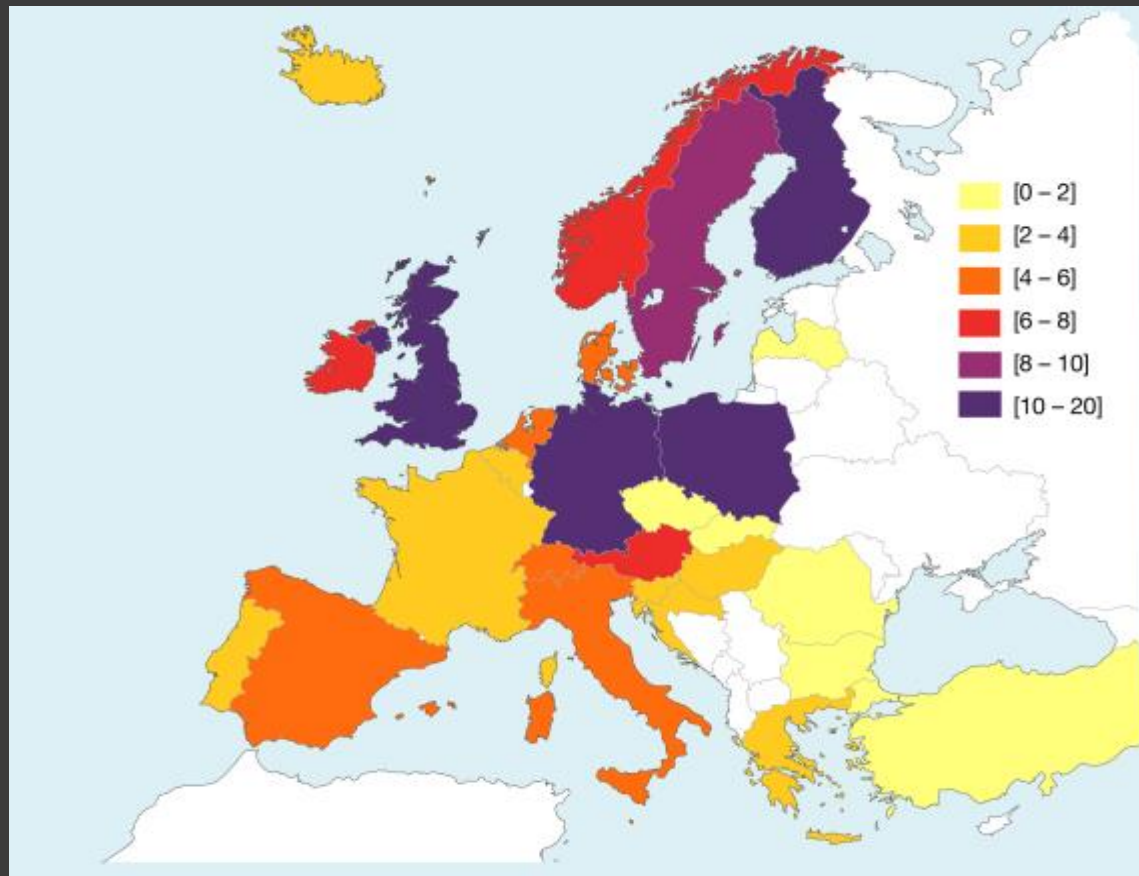 [0 – 2]
[2 – 4]
[4 – 6]
[6 – 8]
[8 – 10]
[10 – 20]